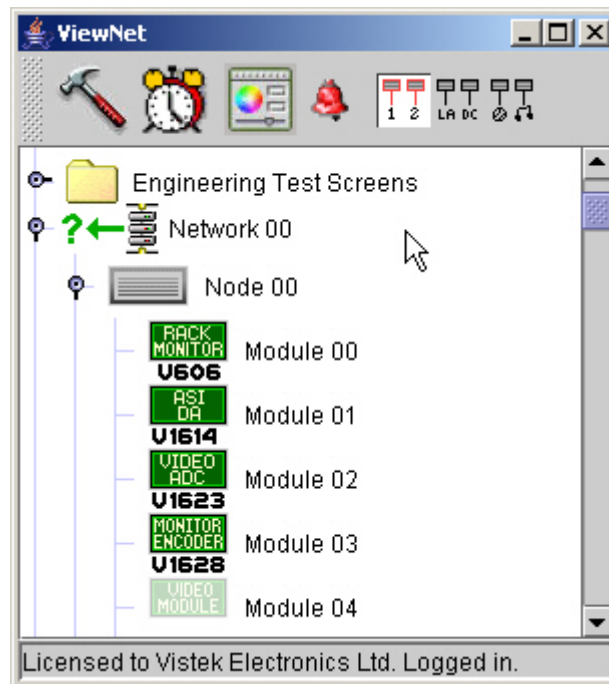 ViewNet
1 2 LA DC
Engineering Test Screens
? Network 00
Node 00
RACK MONITOR
V606
Module 00
ASI DA
V1614
Module 01
VIDEO ADC
V1623
Module 02
MONITOR ENCODER
V1628
Module 03
VIDEO MODULE
Module 04
Licensed to Vistek Electronics Ltd. Logged in.